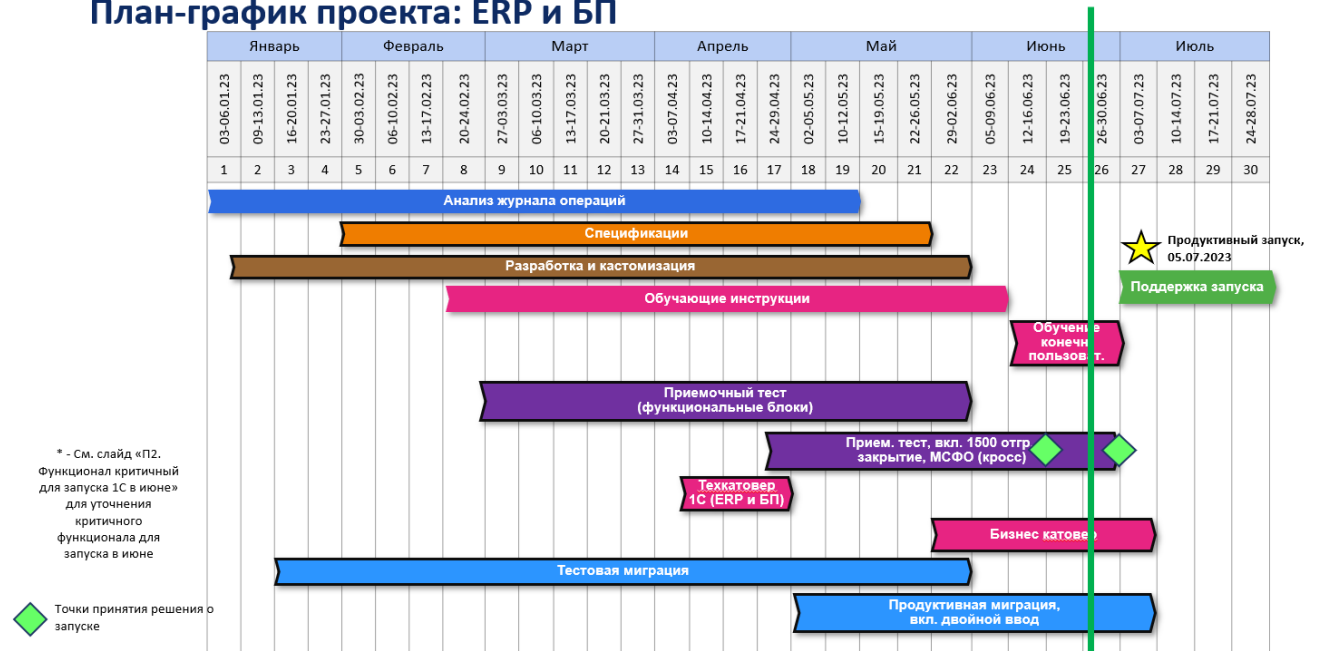 План-график проекта: ERP и БП
Январь Февраль Март Апрель Май Июнь Июль
03-06.01.23 09-13.01.23 16-20.01.23 23-27.01.23 30-03.02.23 06-10.02.23 13-17.02.23 20-24.02.23 27-03.03.23 06-10.03.23 13-17.03.23 20-21.03.23 27-31.03.23 03-07.04.23 10-14.04.23 17-21.04.23 24-29.04.23 02-05.05.23 10-12.05.23 15-19.05.23 22-26.05.23 29-02.06.23 05-09.06.23 12-16.06.23 19-23.06.23 26-30.06.23 03-07.07.23 10-14.07.23 17-21.07.23 24-28.07.23
1 2 3 4 5 6 7 8 9 10 11 12 13 14 15 16 17 18 19 20 21 22 23 24 25 26 27 28 29 30
Анализ журнала операций
Спецификации
Продуктивный запуск,
05.07.2023
Разработка и кастомизация
Поддержка запуска
Обучающие инструкции
Обучение
конечн
пользоват.
Приемочный тест
(функциональные блоки)
Прием. тест, вкл. 1500 отгр
закрытие, МСФО (кросс)
* - См. слайд «П2.
Функционал критичный
для запуска 1С в июне»
для уточнения
критичного
функционала для
запуска в июне
Техкатовер
1С (ERP и БП)
Бизнес катовер
Тестовая миграция
Продуктивная миграция,
вкл. двойной ввод
Точки принятия решения о
запуске